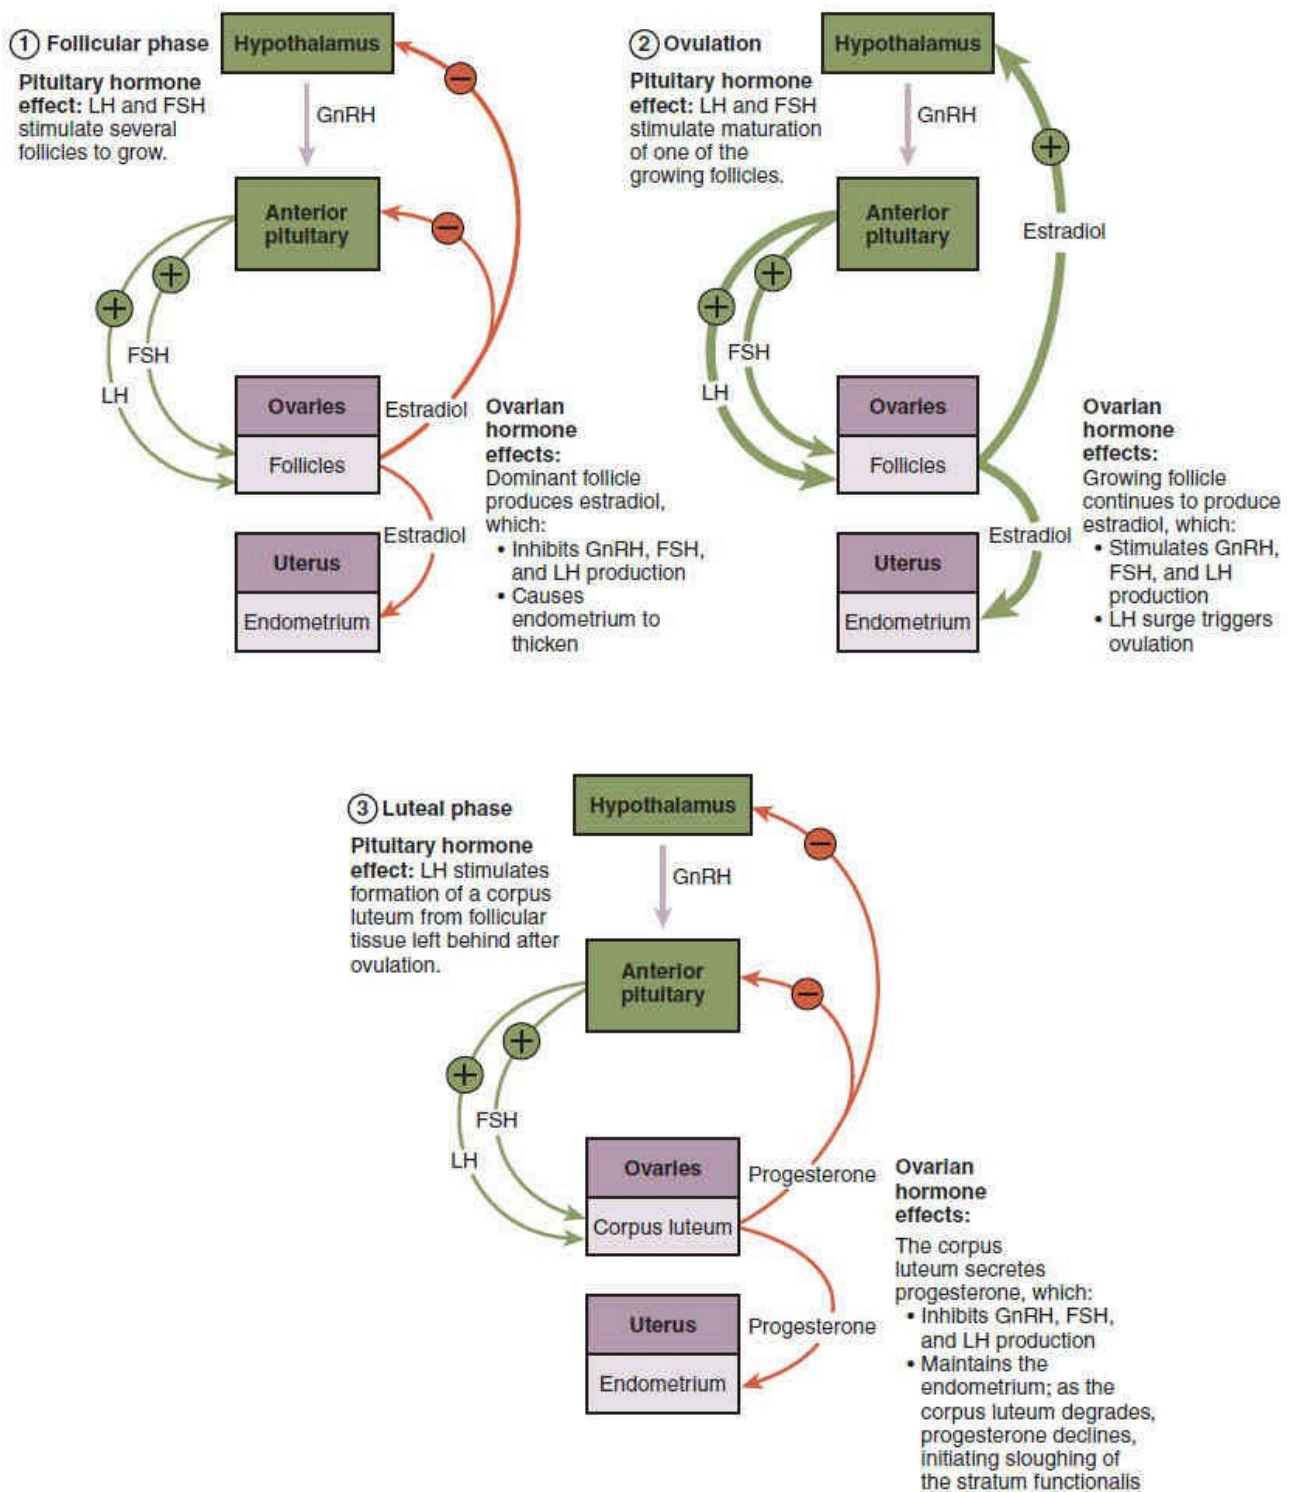 1 Follicular phase
Pituitary hormone
effect: LH and FSH
stimulate several
follicles to grow.
Hypothalamus
−
GnRH
Anterior
pituitary
−
+
+
FSH
LH
Ovaries
Follicles
Estradiol
Estradiol
Uterus
Endometrium
Ovarian
hormone
effects:
Dominant follicle
produces estradiol,
which:
• Inhibits GnRH, FSH,
and LH production
• Causes
endometrium to
thicken
2 Ovulation
Pituitary hormone
effect: LH and FSH
stimulate maturation
of one of the
growing follicles.
Hypothalamus
GnRH
+
Estradiol
Anterior
pituitary
+
+
FSH
LH
Ovaries
Follicles
Estradiol
Uterus
Endometrium
Ovarian
hormone
effects:
Growing follicle
continues to produce
estradiol, which:
• Stimulates GnRH,
FSH, and LH
production
• LH surge triggers
ovulation
3 Luteal phase
Pituitary hormone
effect: LH stimulates
formation of a corpus
luteum from follicular
tissue left behind after
ovulation.
Hypothalamus
−
GnRH
Anterior
pituitary
−
+
+
FSH
LH
Ovaries
Corpus luteum
Progesterone
Progesterone
Uterus
Endometrium
Ovarian
hormone
effects:
The corpus
luteum secretes
progesterone, which:
• Inhibits GnRH, FSH,
and LH production
• Maintains the
endometrium; as the
corpus luteum degrades,
progesterone declines,
initiating sloughing of
the stratum functionalis